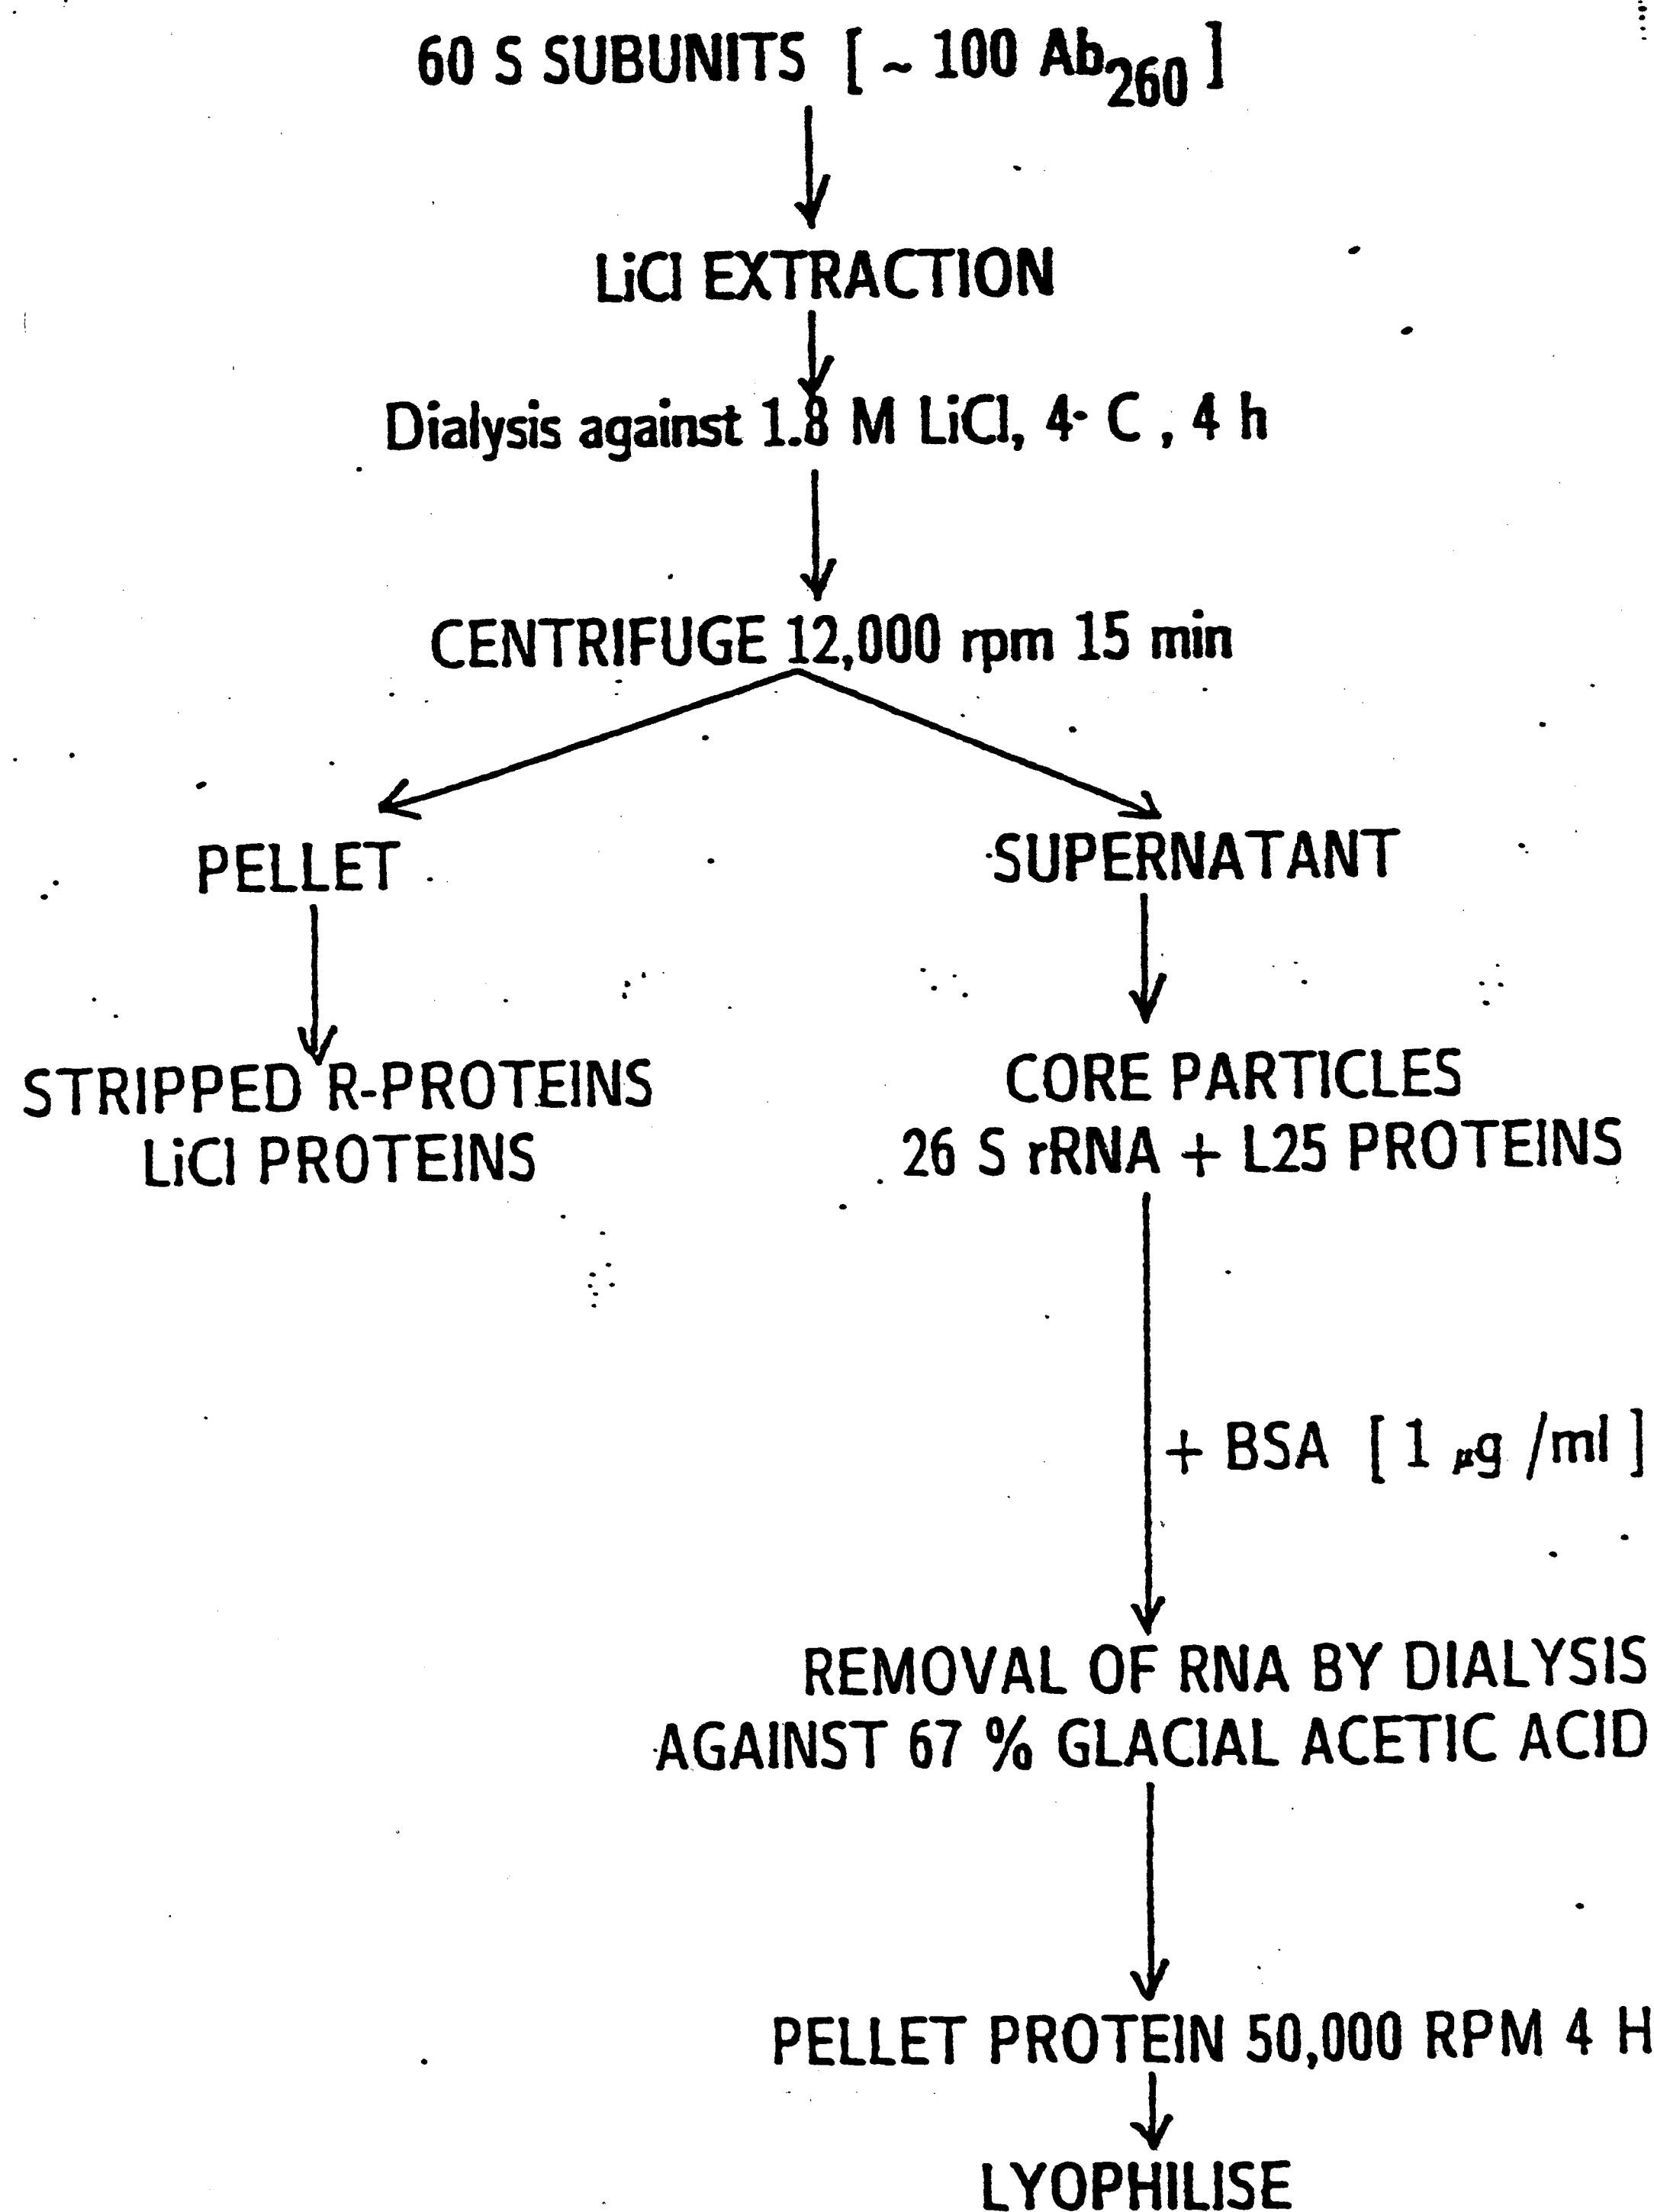 60 S SUBUNITS [ ~ 100 Ab260 ]
LiCl EXTRACTION
Dialysis against 1.8 M LiCl, 4° C , 4 h
CENTRIFUGE 12,000 rpm 15 min
PELLET
SUPERNATANT
STRIPPED R-PROTEINS
LiCl PROTEINS
CORE PARTICLES
26 S rRNA + L25 PROTEINS
+ BSA [ 1 µg /ml ]
REMOVAL OF RNA BY DIALYSIS
AGAINST 67 % GLACIAL ACETIC ACID
PELLET PROTEIN 50,000 RPM 4 H
LYOPHILISE